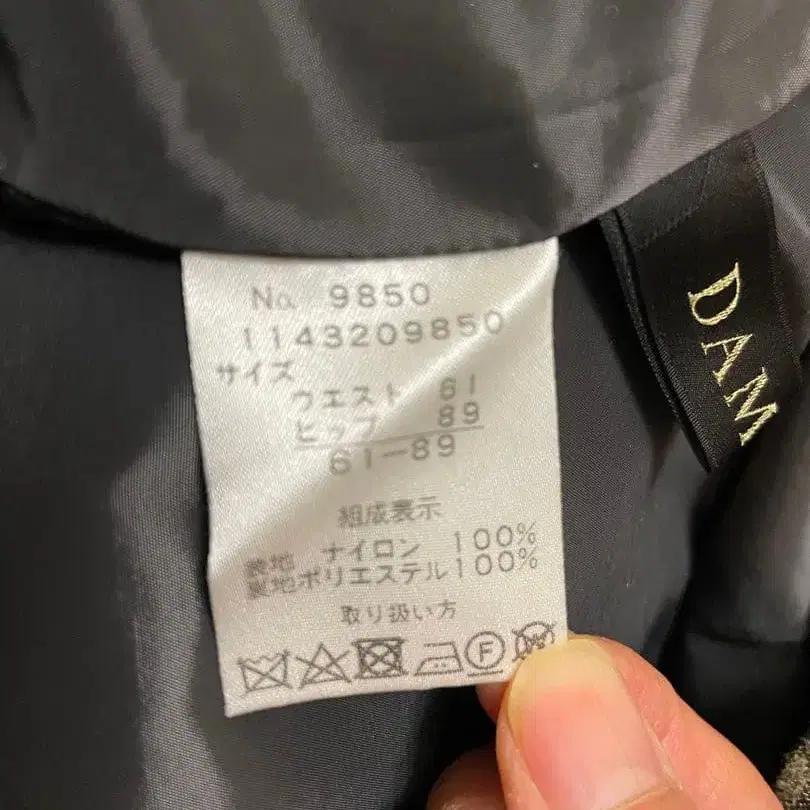 No. 9850
1143209850
サイズ
ウエスト 61
ヒップ 89
61-89
組成表示
表地 ナイロン 100%
裏地ポリエステル100%
取り扱い方
F
W
DAM